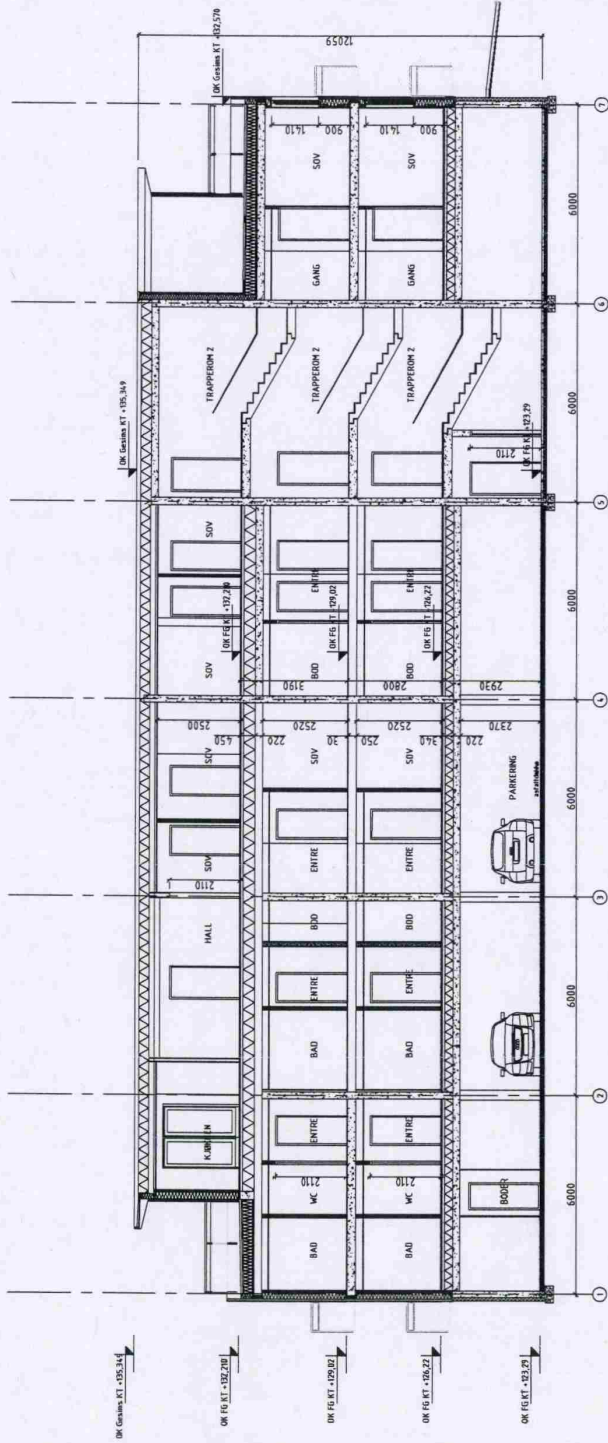 OK Gesims KT +135,349
OK Gesims KT +132,570
12059
OK Gesims KT +135,34
OK FG KT +132,210
KJØKKEN
HALL
2110
SOV
SOV
2500
450
SOV
OK FG KT +132,210
SOV
TRAPPEROM 2
BAD
WC
2110
ENTRE
BAD
ENTRE
BOD
ENTRE
SOV
220
2520
30
3190
BOD
ENTRE
TRAPPEROM 2
GANG
SOV
1410
900
OK FG KT +129,02
OK FG KT +129,02
BAD
WC
2110
ENTRE
BAD
ENTRE
BOD
ENTRE
SOV
250
2520
340
2800
BOD
ENTRE
TRAPPEROM 2
GANG
SOV
1410
900
OK FG KT +126,22
OK FG KT +126,22
BODER
PARKERING
220
2370
2930
2110
OK FG KT +123,29
OK FG KT +123,29
6000
6000
6000
6000
6000
6000
1
2
3
4
5
6
7